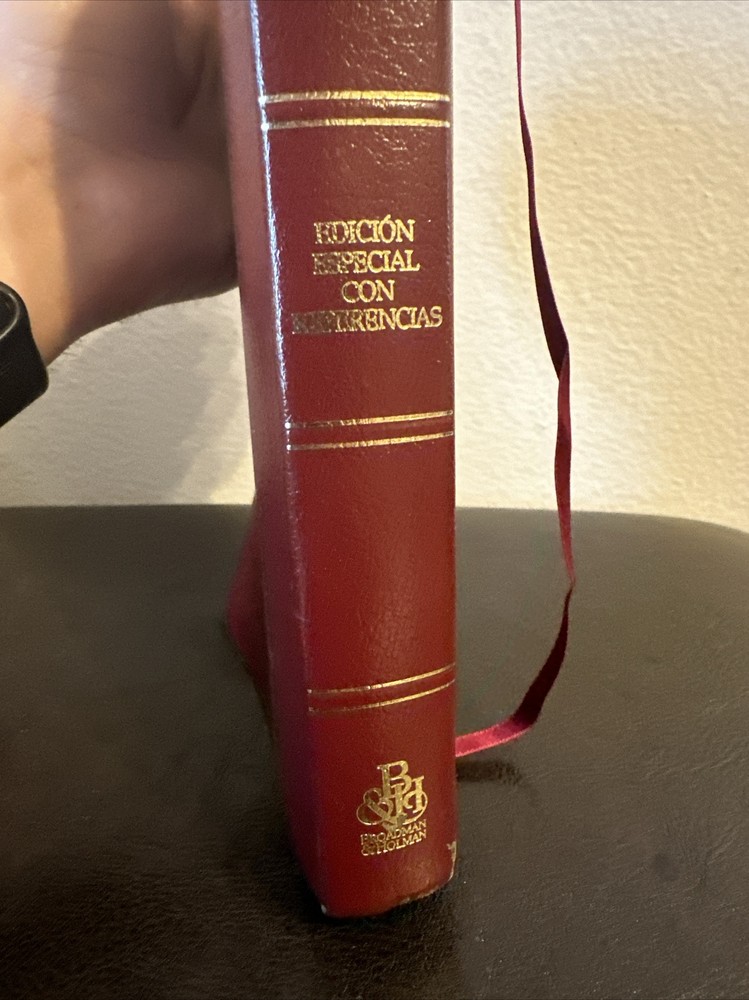 EDICIÓN
ESPECIAL
CON
REFERENCIAS
B&H
BROADMAN
& HOLMAN